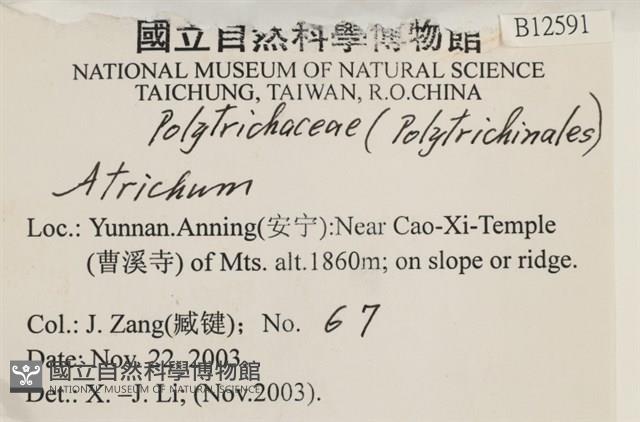 國立自然科學博物館
B12591
NATIONAL MUSEUM OF NATURAL SCIENCE
TAICHUNG, TAIWAN, R.O.CHINA
Polytrichaceae (Polytrichinales)
Atrichum
Loc.: Yunnan.Anning(安宁):Near Cao-Xi-Temple
(曹溪寺) of Mts. alt.1860m; on slope or ridge.
Col.: J. Zang(臧键); No. 67
Date: Nov. 22, 2003
國立自然科學博物館
NATIONAL MUSEUM OF NATURAL SCIENCE
Det.: X. –J. Li, (Nov.2003).